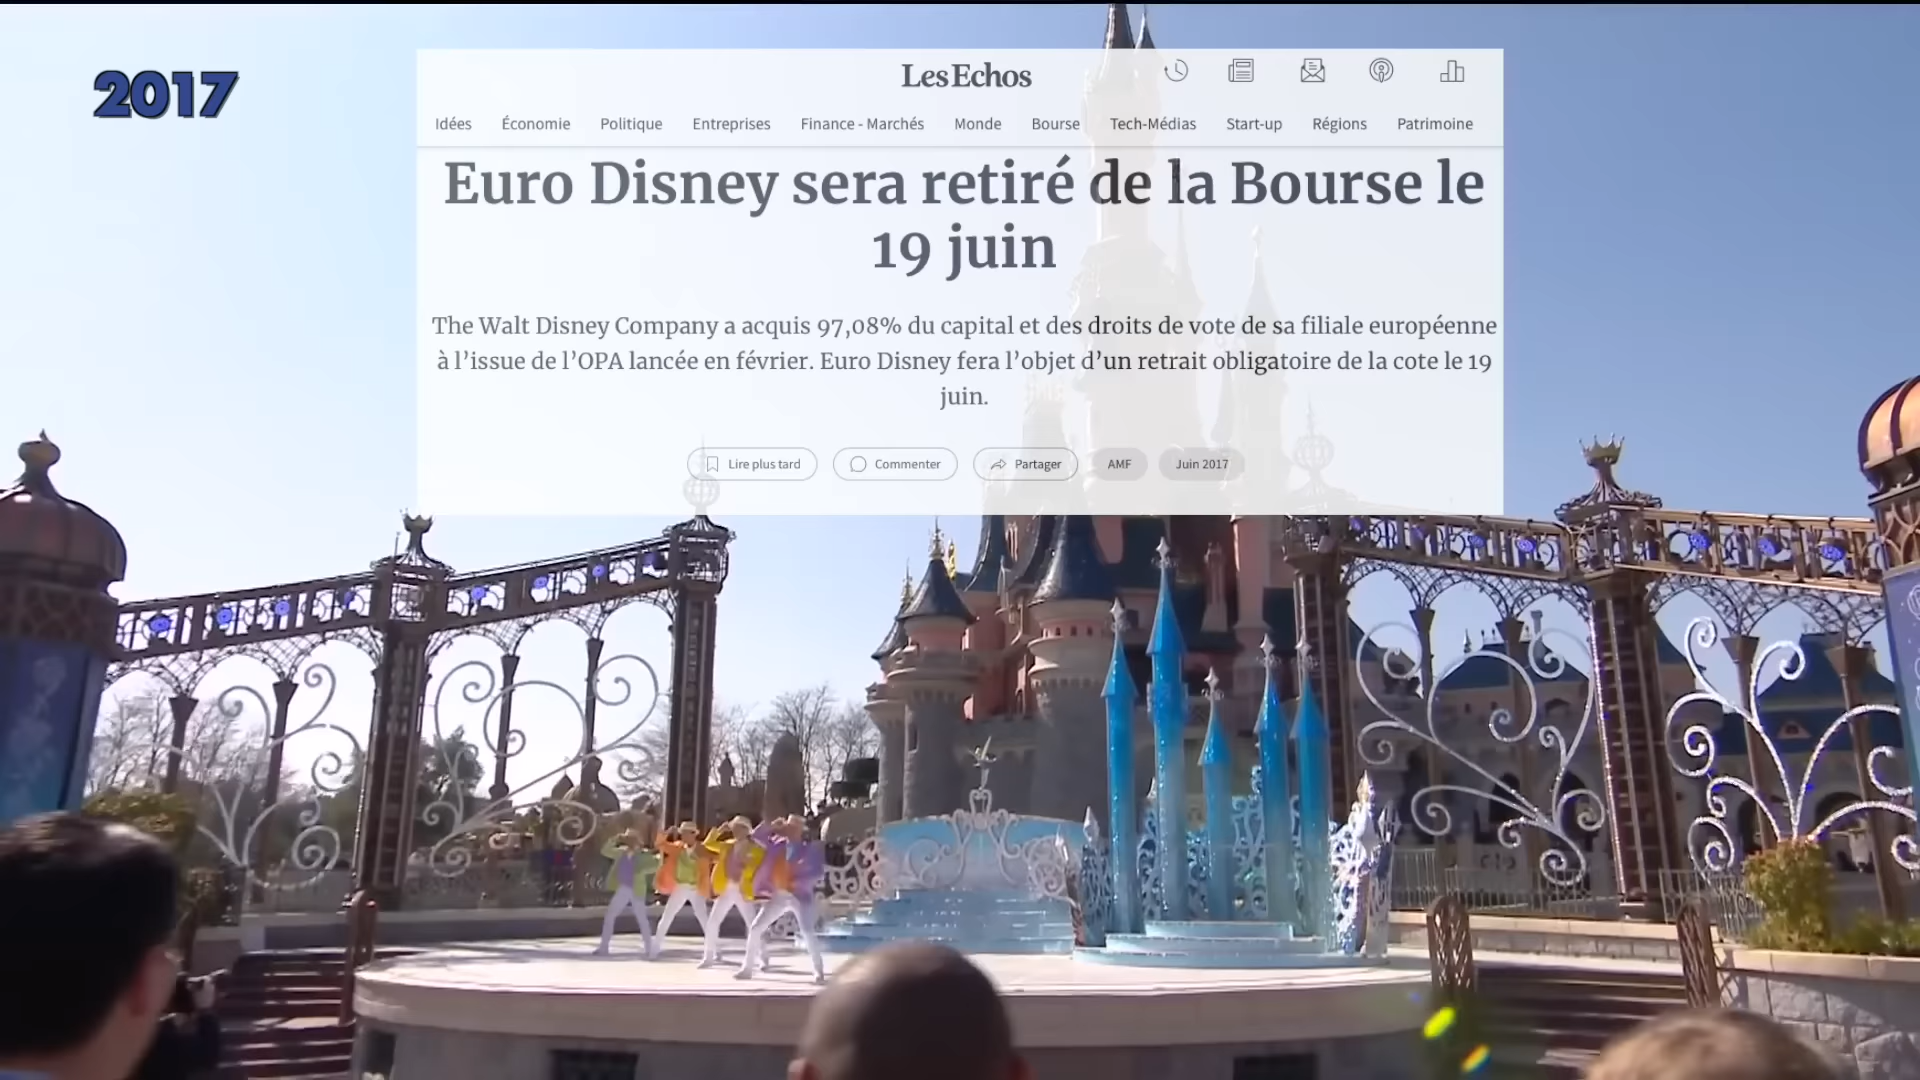 2017
Les Echos
Idées Économie Politique Entreprises Finance - Marchés Monde Bourse Tech-Médias Start-up Régions Patrimoine
Euro Disney sera retiré de la Bourse le
19 juin
The Walt Disney Company a acquis 97,08% du capital et des droits de vote de sa filiale européenne
à l’issue de l’OPA lancée en février. Euro Disney fera l’objet d’un retrait obligatoire de la cote le 19
juin.
Lire plus tard Commenter Partager AMF Juin 2017